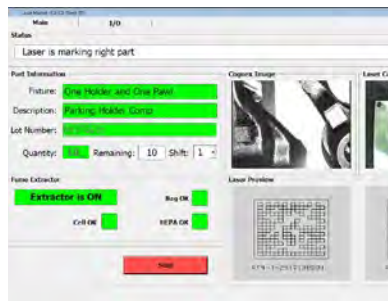 Main I/O
Status
Laser is marking right part
Part Information
Fixture: One Holder and One Pawl
Description: Parking Holder Comp
Lot Number:
Quantity: Remaining: 10 Shift: 1
Cognex Image
Fume Extractor
Extractor is ON
Bag OK
Cell OK
HEPA OK
Laser Preview